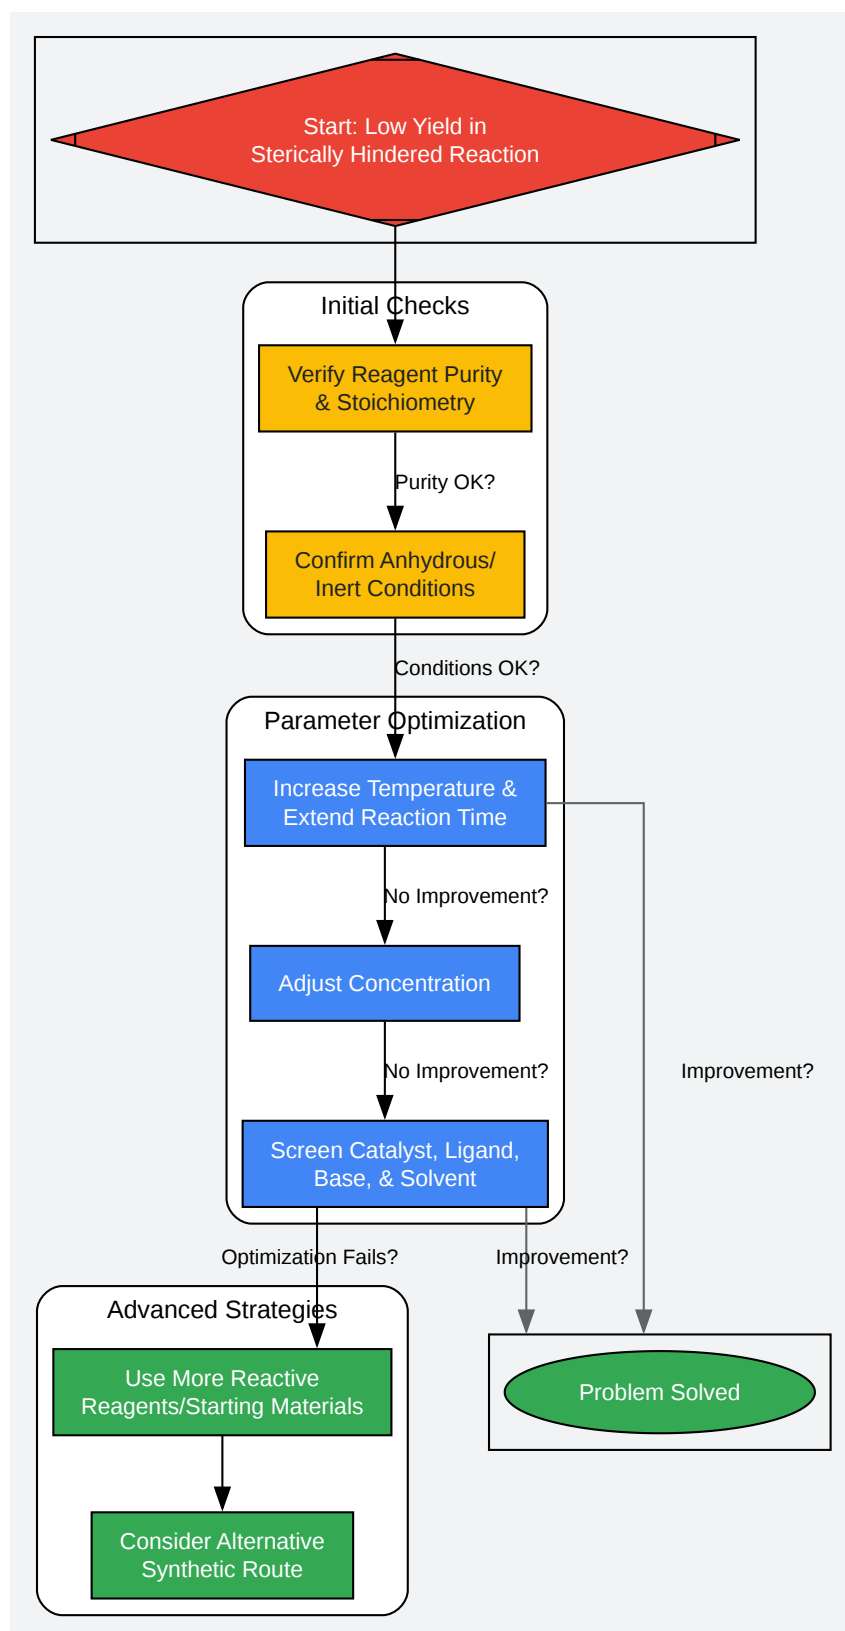 Start: Low Yield in
Sterically Hindered Reaction
Initial Checks
Verify Reagent Purity
& Stoichiometry
Purity OK?
Confirm Anhydrous/
Inert Conditions
Conditions OK?
Parameter Optimization
Increase Temperature &
Extend Reaction Time
No Improvement?
Adjust Concentration
No Improvement?
Improvement?
Screen Catalyst, Ligand,
Base, & Solvent
Optimization Fails?
Improvement?
Advanced Strategies
Use More Reactive
Reagents/Starting Materials
Problem Solved
Consider Alternative
Synthetic Route